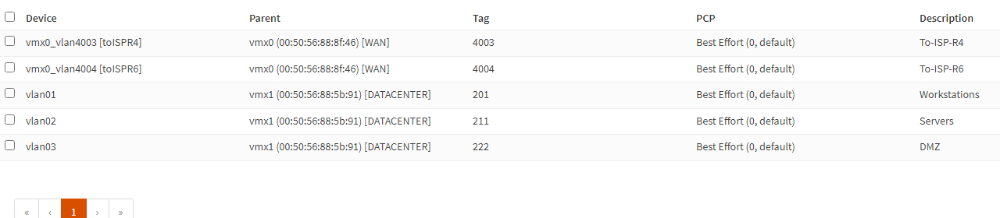 Device Parent Tag PCP Description
vmx0_vlan4003 [toISPR4] vmx0 (00:50:56:88:8f:46) [WAN] 4003 Best Effort (0, default) To-ISP-R4
vmx0_vlan4004 [toISPR6] vmx0 (00:50:56:88:8f:46) [WAN] 4004 Best Effort (0, default) To-ISP-R6
vlan01 vmx1 (00:50:56:88:5b:91) [DATACENTER] 201 Best Effort (0, default) Workstations
vlan02 vmx1 (00:50:56:88:5b:91) [DATACENTER] 211 Best Effort (0, default) Servers
vlan03 vmx1 (00:50:56:88:5b:91) [DATACENTER] 222 Best Effort (0, default) DMZ
« ‹ 1 › »